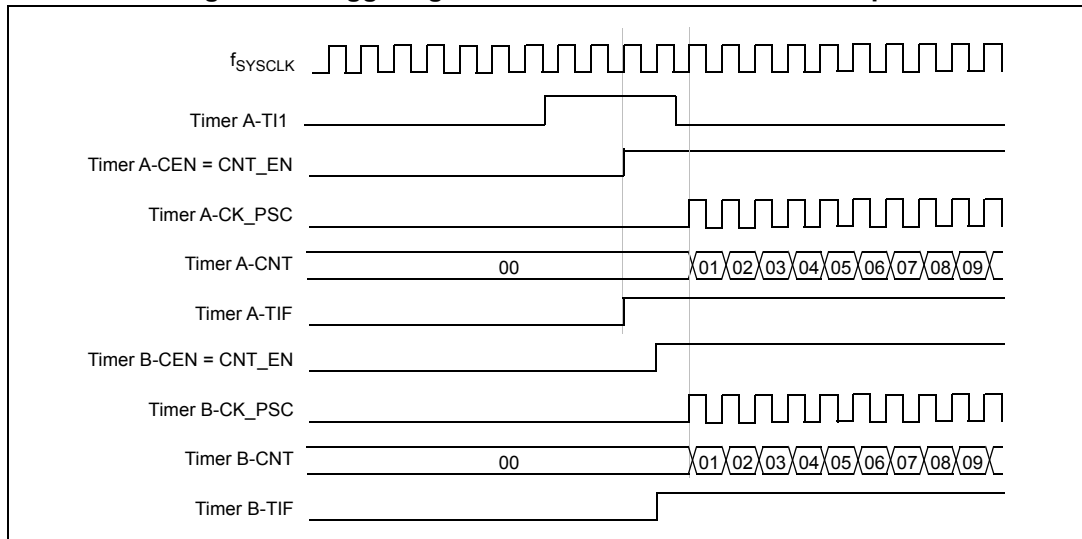 fSYSCLK
Timer A-TI1
Timer A-CEN = CNT_EN
Timer A-CK_PSC
Timer A-CNT 00 01 02 03 04 05 06 07 08 09
Timer A-TIF
Timer B-CEN = CNT_EN
Timer B-CK_PSC
Timer B-CNT 00 01 02 03 04 05 06 07 08 09
Timer B-TIF